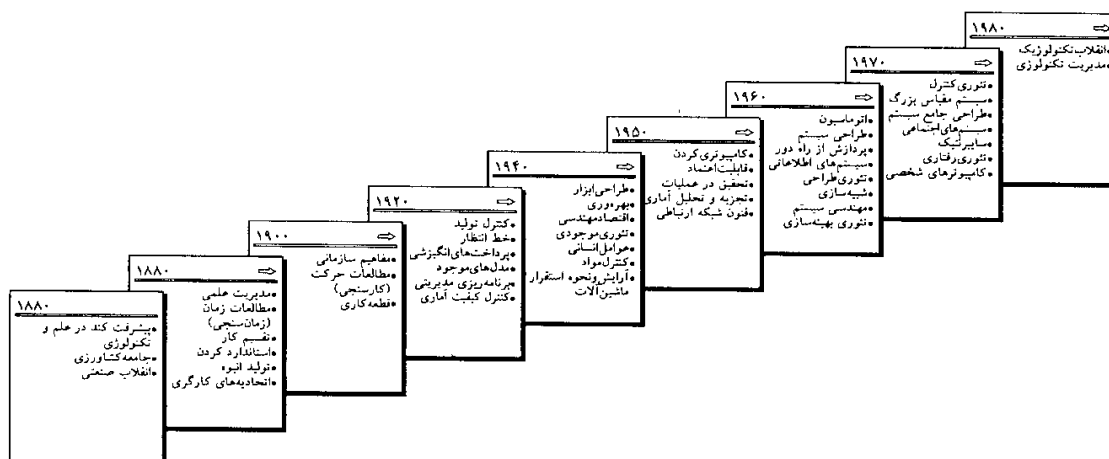 ۱۸۸۰
•پیشرفت کند در علم و
تکنولوژی
•جامعه‌کشاورزی
•انقلاب صنعتی
۱۸۸۰
•مدیریت علمی
•مطالعات زمان
(زمان‌سنجی)
•تقسیم کار
•استاندارد کردن
•تولید انبوه
•اتحادیه‌های کارگری
۱۹۰۰
•مفاهیم سازمانی
•مطالعات حرکت
(کارسنجی)
•قطعه‌کاری
۱۹۲۰
•کنترل تولید
•خط انتظار
•پرداخت‌های‌انگیزشی
•مدل‌های‌موجود
•برنامه‌ریزی مدیریتی
•کنترل کیفیت آماری
۱۹۴۰
•طراحی‌ابزار
•بهره‌وری
•اقتصادمهندسی
•تئوری‌موجودی
•عوامل‌انسانی
•کنترل‌مواد
•آرایش‌ونحوه استقرار
ماشین‌آلات
۱۹۵۰
•کامپیوتری‌کردن
•قابلیت‌اعتماد
•تحقیق در عملیات
•تجزیه و تحلیل آماری
•فنون شبکه ارتباطی
۱۹۶۰
•اتوماسیون
•طراحی سیستم
•پردازش از راه دور
•سیستم‌های اطلاعاتی
•تئوری‌طراحی
•شبیه‌سازی
•مهندسی سیستم
•تئوری بهینه‌سازی
۱۹۷۰
•تئوری‌کنترل
•سیستم مقیاس بزرگ
•طراحی جامع سیستم
•سیستم‌های‌اجتماعی
•سایبرنتیک
•تئوری‌رفتاری
•کامپیوترهای شخصی
۱۹۸۰
•انقلاب‌تکنولوژیک
•مدیریت تکنولوژی